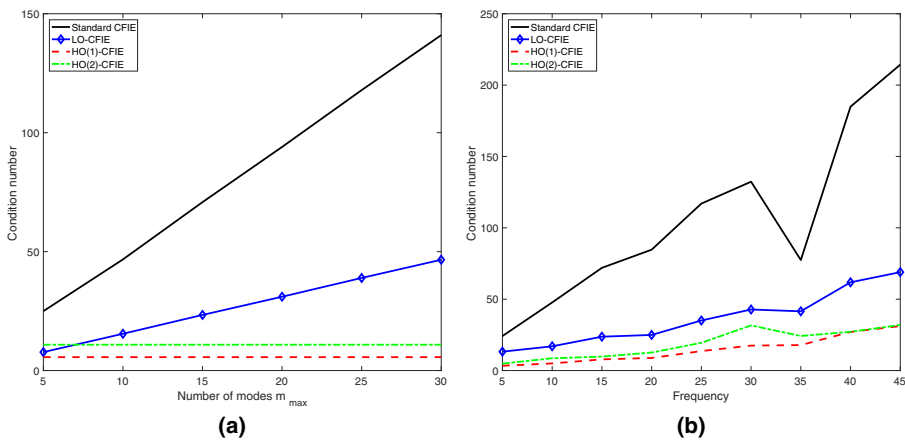 150
100
50
0
Condition number
Standard CFIE
LO-CFIE
HO(1)-CFIE
HO(2)-CFIE
5 10 15 20 25 30
Number of modes m_max
(a)
250
200
150
100
50
0
Condition number
Standard CFIE
LO-CFIE
HO(1)-CFIE
HO(2)-CFIE
5 10 15 20 25 30 35 40 45
Frequency
(b)